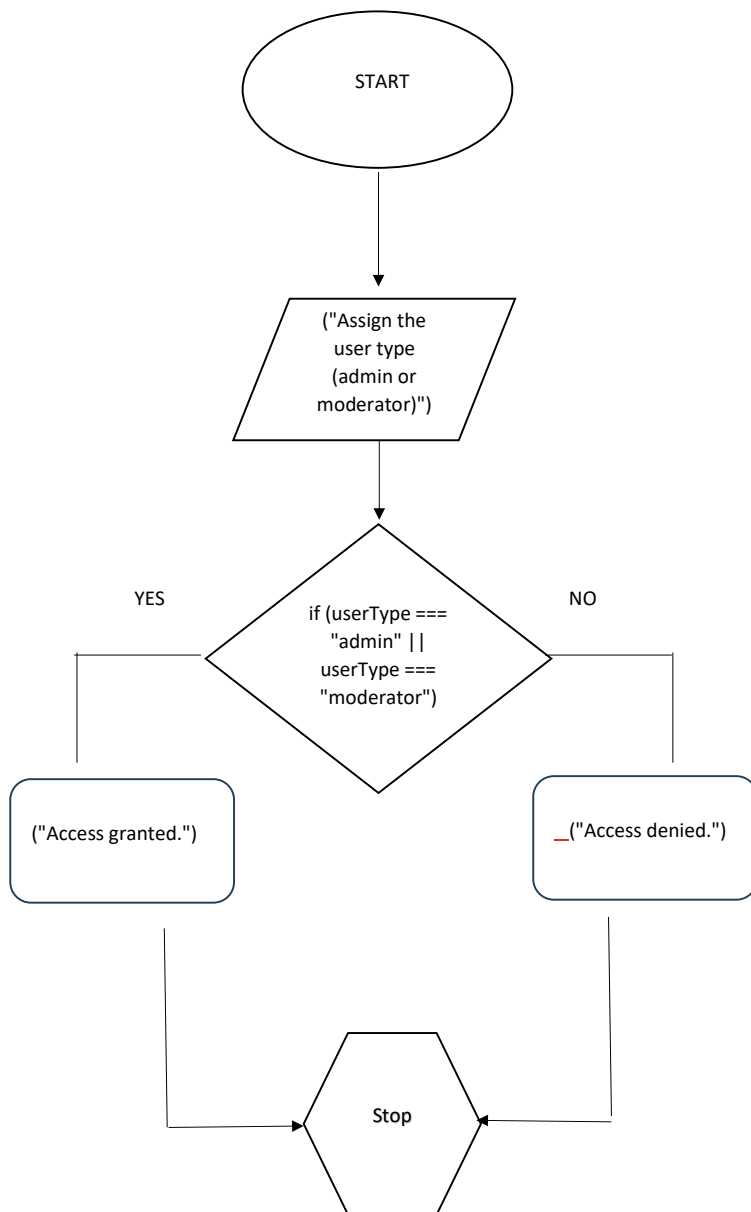 START
("Assign the
user type
(admin or
moderator)")
YES
NO
if (userType ===
"admin" ||
userType ===
"moderator")
("Access granted.")
_("Access denied.")
Stop